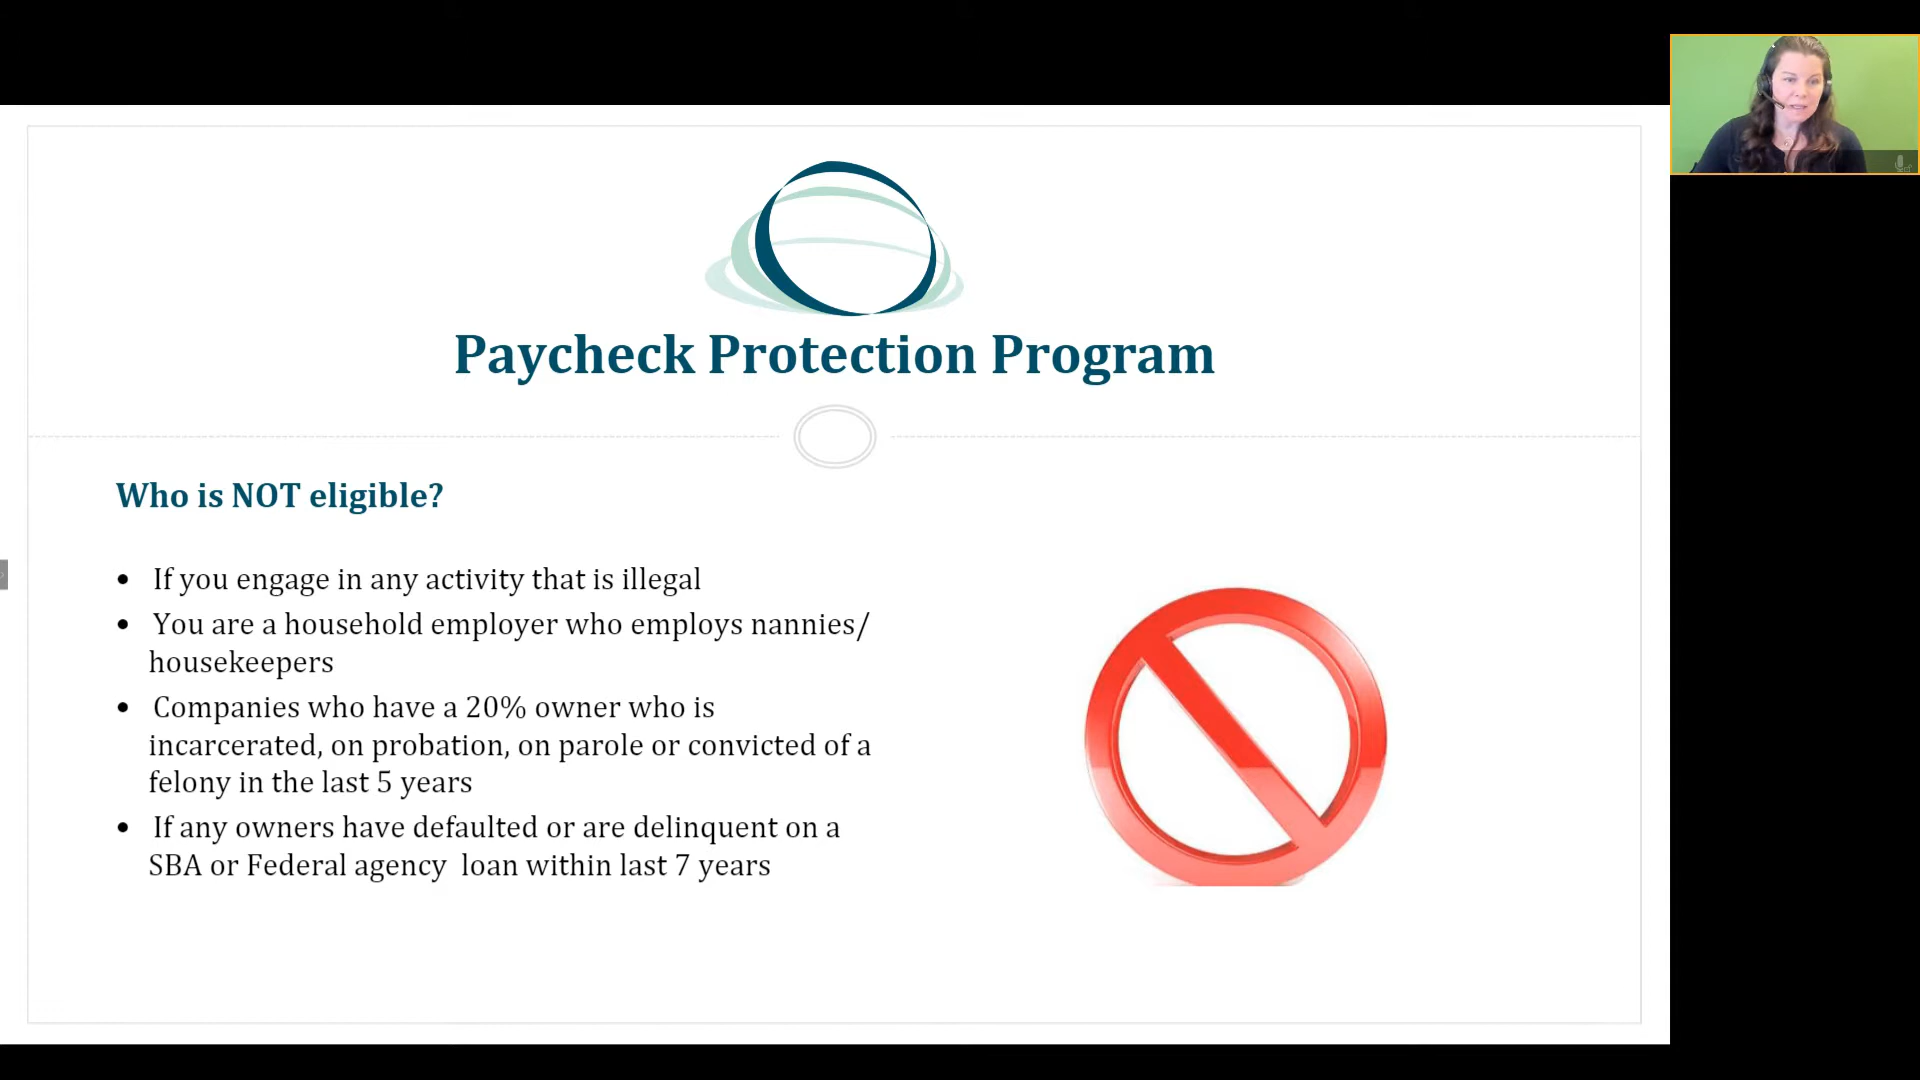 Paycheck Protection Program
Who is NOT eligible?
• If you engage in any activity that is illegal
• You are a household employer who employs nannies/
housekeepers
• Companies who have a 20% owner who is
incarcerated, on probation, on parole or convicted of a
felony in the last 5 years
• If any owners have defaulted or are delinquent on a
SBA or Federal agency  loan within last 7 years